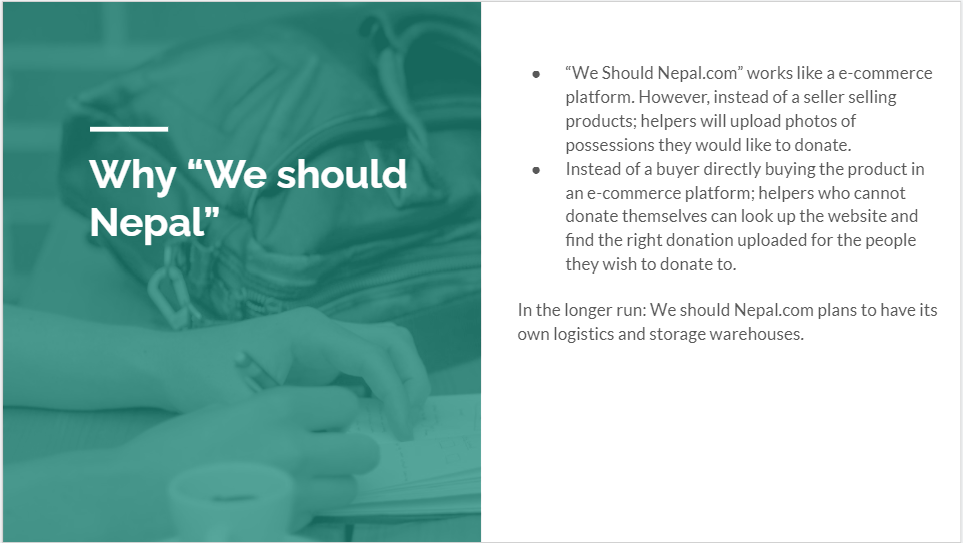 Why “We should
Nepal”
● “We Should Nepal.com” works like a e-commerce
platform. However, instead of a seller selling
products; helpers will upload photos of
possessions they would like to donate.
● Instead of a buyer directly buying the product in
an e-commerce platform; helpers who cannot
donate themselves can look up the website and
find the right donation uploaded for the people
they wish to donate to.
In the longer run: We should Nepal.com plans to have its
own logistics and storage warehouses.